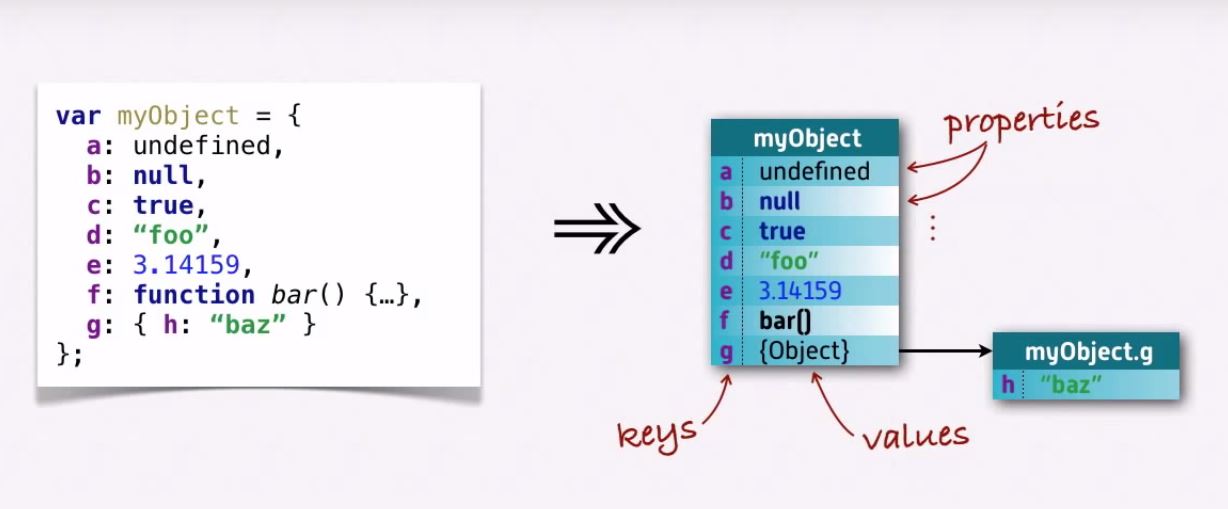 var myObject = {
a: undefined,
b: null,
c: true,
d: “foo”,
e: 3.14159,
f: function bar() {…},
g: { h: “baz” }
};
myObject
a undefined
b null
c true
d “foo”
e 3.14159
f bar()
g {Object}
properties
⋮
myObject.g
h “baz”
keys
values